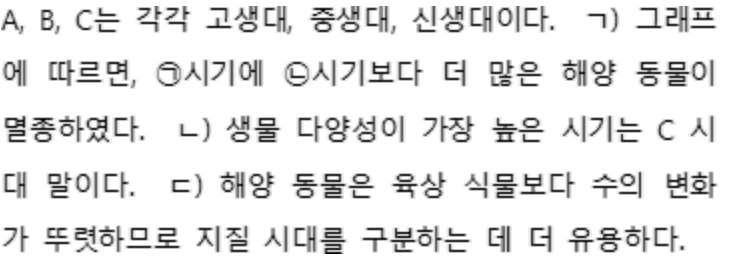 A, B, C는 각각 고생대, 중생대, 신생대이다. ㄱ) 그래프
에 따르면, ㉠시기에 ㉡시기보다 더 많은 해양 동물이
멸종하였다. ㄴ) 생물 다양성이 가장 높은 시기는 C 시
대 말이다. ㄷ) 해양 동물은 육상 식물보다 수의 변화
가 뚜렷하므로 지질 시대를 구분하는 데 더 유용하다.